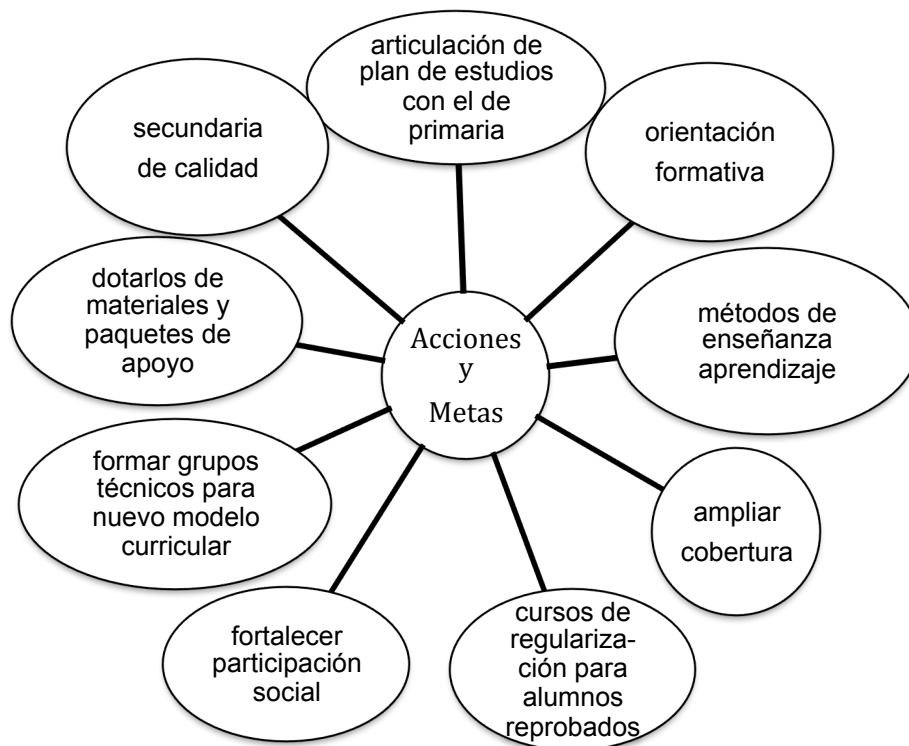 articulación de
plan de estudios
con el de
primaria
orientación
formativa
métodos de
enseñanza
aprendizaje
ampliar
cobertura
cursos de
regulariza-
ción para
alumnos
reprobados
fortalecer
participación
social
formar grupos
técnicos para
nuevo modelo
curricular
dotarlos de
materiales y
paquetes de
apoyo
secundaria
de calidad
Acciones
y
Metas